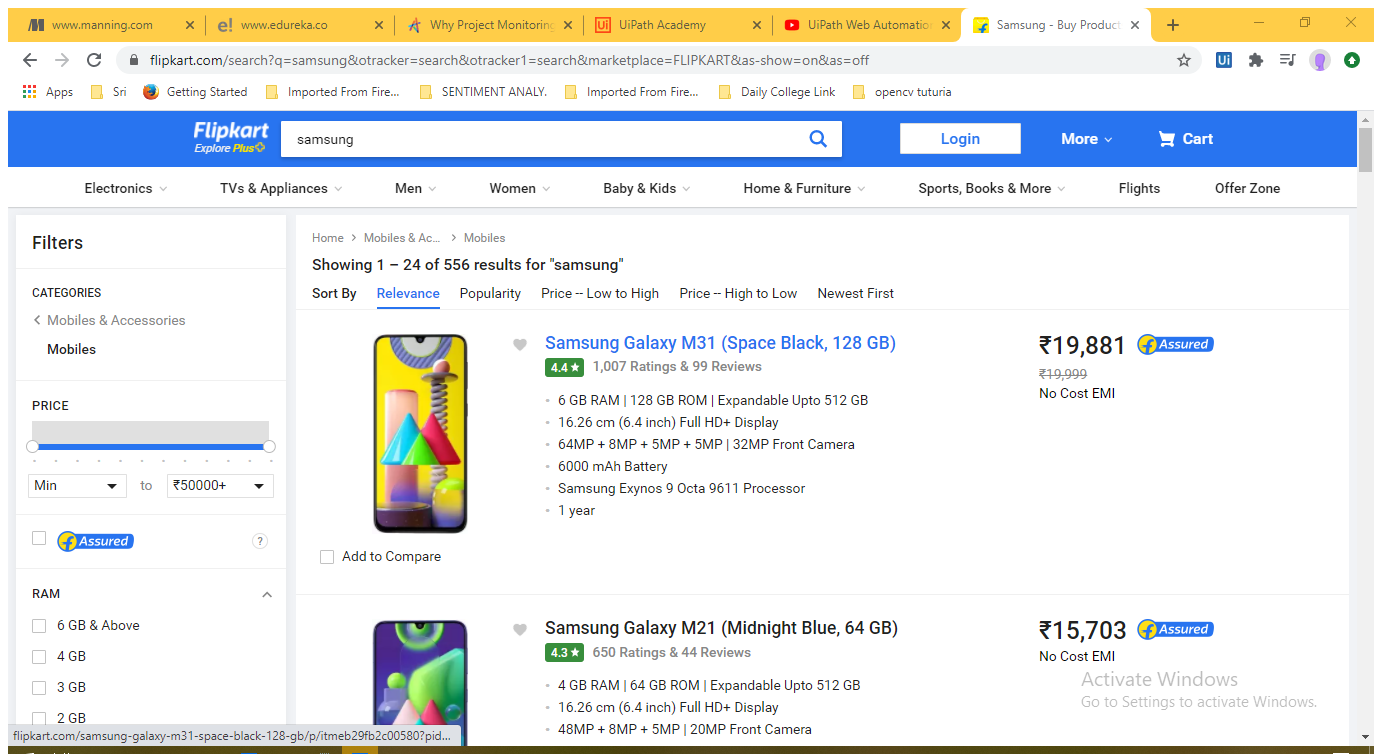 www.manning.com
www.edureka.co
Why Project Monitoring
UiPath Academy
UiPath Web Automation
Samsung - Buy Product
flipkart.com/search?q=samsung&otracker=search&otracker1=search&marketplace=FLIPKART&as-show=on&as=off
Apps Sri Getting Started Imported From Fire... SENTIMENT ANALY. Imported From Fire... Daily College Link opencv tuturia
Flipkart
Explore Plus
samsung
Login More Cart
Electronics TVs & Appliances Men Women Baby & Kids Home & Furniture Sports, Books & More Flights Offer Zone
Filters
CATEGORIES
Mobiles & Accessories
Mobiles
PRICE
Min to ₹50000+
Assured ?
RAM
6 GB & Above
4 GB
3 GB
2 GB
Home Mobiles & Ac... Mobiles
Showing 1 – 24 of 556 results for "samsung"
Sort By Relevance Popularity Price -- Low to High Price -- High to Low Newest First
Samsung Galaxy M31 (Space Black, 128 GB)
4.4 ★ 1,007 Ratings & 99 Reviews
6 GB RAM | 128 GB ROM | Expandable Upto 512 GB
16.26 cm (6.4 inch) Full HD+ Display
64MP + 8MP + 5MP + 5MP | 32MP Front Camera
6000 mAh Battery
Samsung Exynos 9 Octa 9611 Processor
1 year
₹19,881 Assured
₹19,999
No Cost EMI
Add to Compare
Samsung Galaxy M21 (Midnight Blue, 64 GB)
4.3 ★ 650 Ratings & 44 Reviews
4 GB RAM | 64 GB ROM | Expandable Upto 512 GB
16.26 cm (6.4 inch) Full HD+ Display
48MP + 8MP + 5MP | 20MP Front Camera
₹15,703 Assured
No Cost EMI
Activate Windows
Go to Settings to activate Windows.
flipkart.com/samsung-galaxy-m31-space-black-128-gb/p/itmeb29fb2c00580?pid...